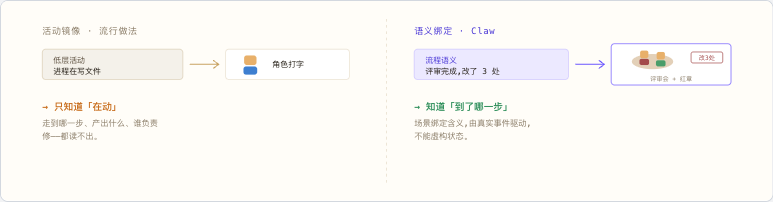 活动镜像 · 流行做法
低层活动
进程在写文件
角色打字
→ 只知道「在动」
走到哪一步、产出什么、谁负责
修——都读不出。
语义绑定 · Claw
流程语义
评审完成,改了 3 处
改3处
评审会 + 红章
→ 知道「到了哪一步」
场景绑定含义,由真实事件驱动,
不能虚构状态。